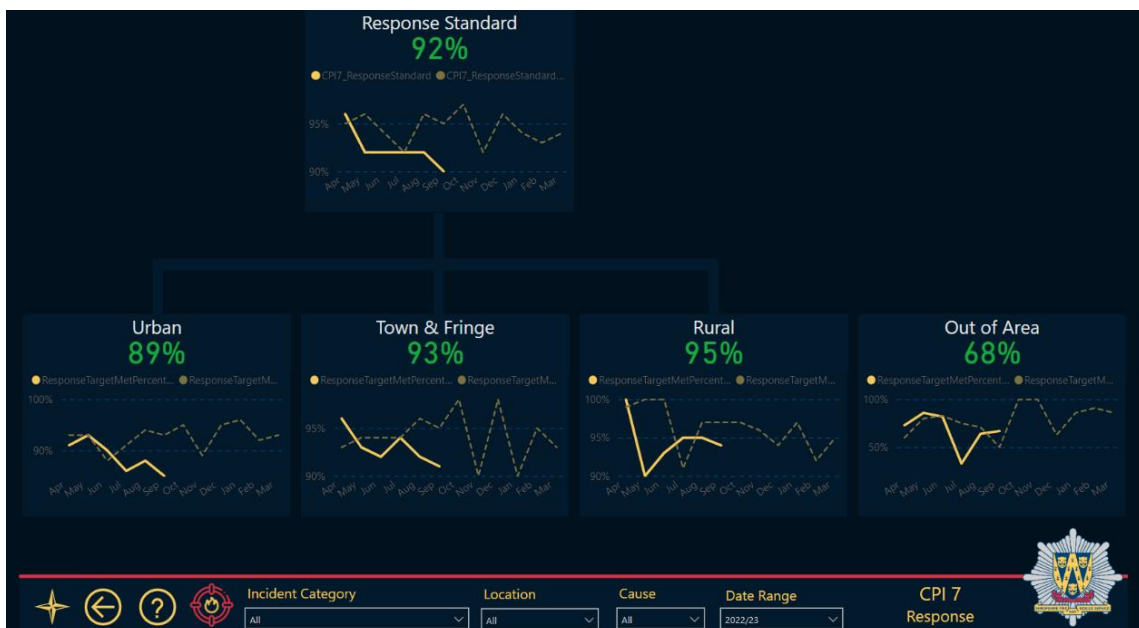 Response Standard
92%
CPI7_ResponseStandard CPI7_ResponseStandard...
95%
90%
Apr May Jun Jul Aug Sep Oct Nov Dec Jan Feb Mar
Urban
89%
ResponseTargetMetPercent... ResponseTargetM...
100%
90%
Apr May Jun Jul Aug Sep Oct Nov Dec Jan Feb Mar
Town & Fringe
93%
ResponseTargetMetPercent... ResponseTargetM...
95%
90%
Apr May Jun Jul Aug Sep Oct Nov Dec Jan Feb Mar
Rural
95%
ResponseTargetMetPercent... ResponseTargetM...
100%
95%
90%
Apr May Jun Jul Aug Sep Oct Nov Dec Jan Feb Mar
Out of Area
68%
ResponseTargetMetPercent... ResponseTargetM...
100%
50%
Apr May Jun Jul Aug Sep Oct Nov Dec Jan Feb Mar
Incident Category
All
Location
All
Cause
All
Date Range
2022/23
CPI 7
Response